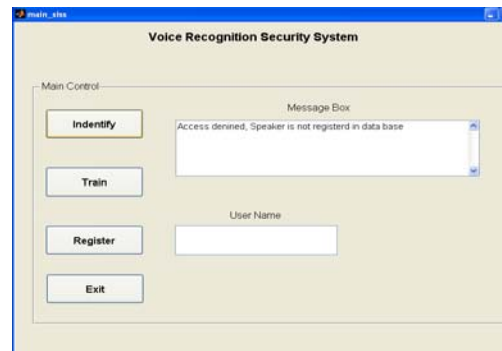 main_siss
Voice Recognition Security System
Main Control
Message Box
Indentify
Access denined, Speaker is not registerd in data base
Train
User Name
Register
Exit